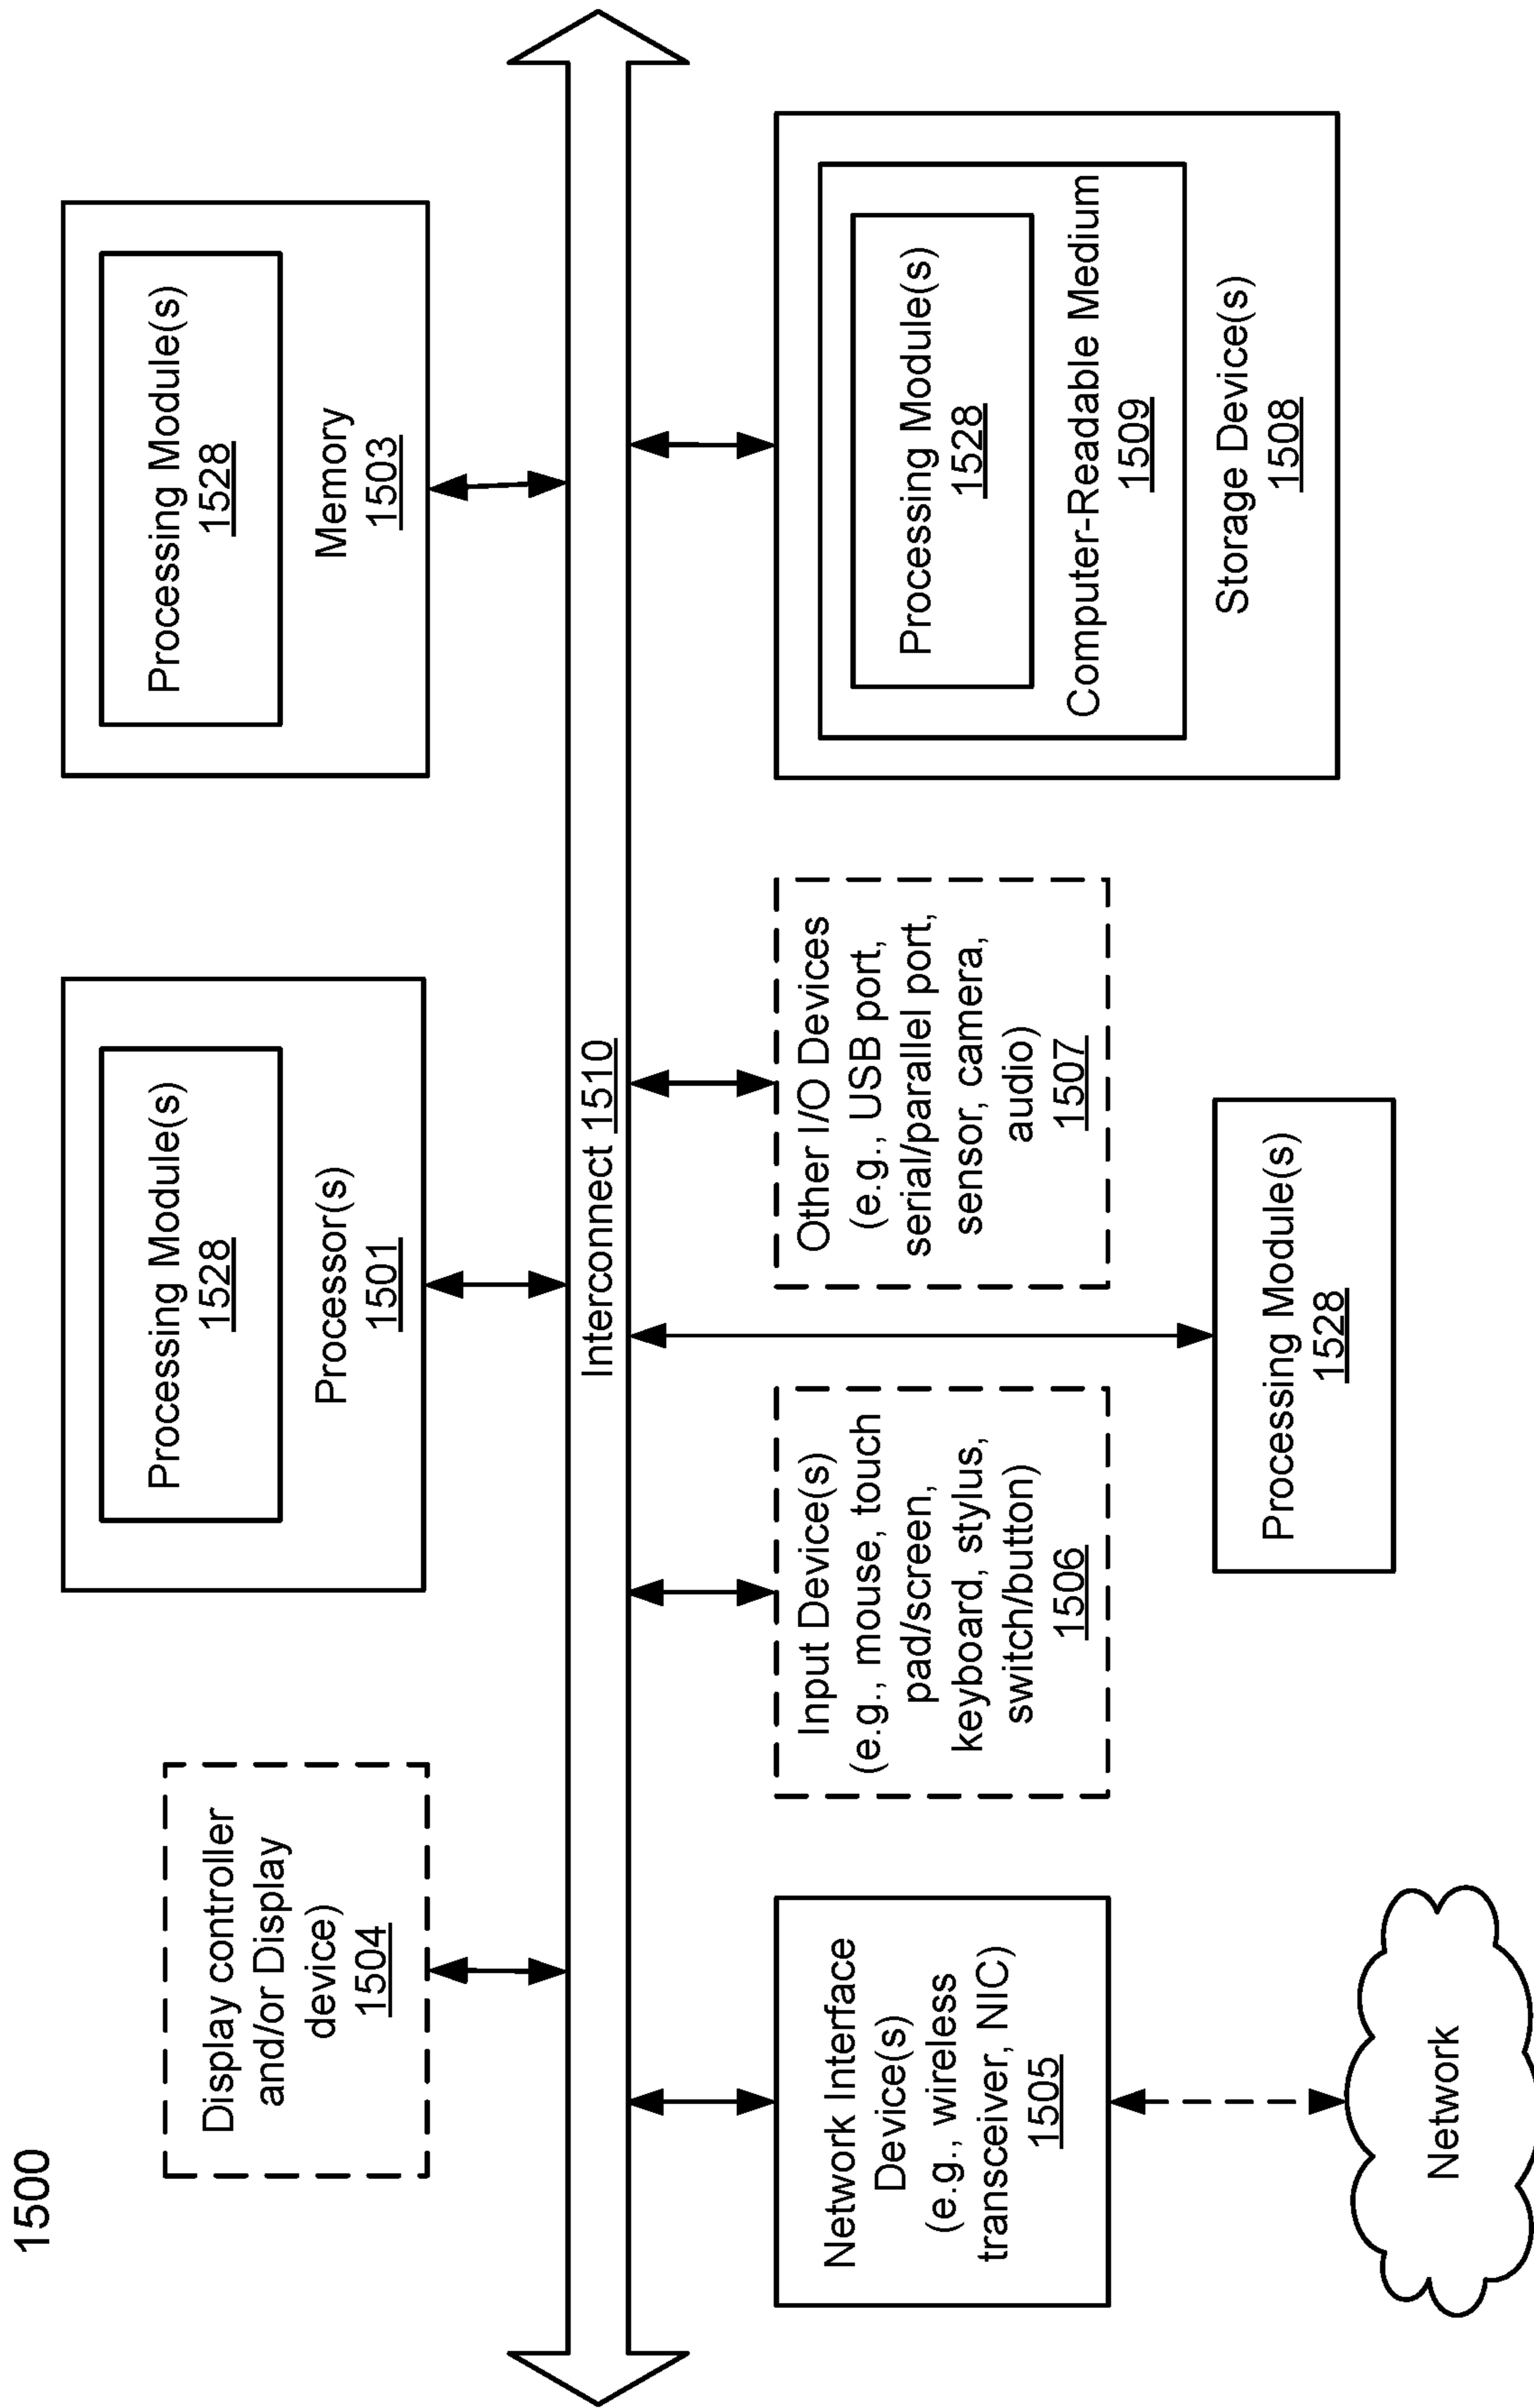 1500
Display controller
and/or Display
device)
1504
Processing Module(s)
1528
Processor(s)
1501
Processing Module(s)
1528
Memory
1503
Interconnect 1510
Network Interface
Device(s)
(e.g., wireless
transceiver, NIC)
1505
Input Device(s)
(e.g., mouse, touch
pad/screen,
keyboard, stylus,
switch/button)
1506
Other I/O Devices
(e.g., USB port,
serial/parallel port,
sensor, camera,
audio)
1507
Processing Module(s)
1528
Computer-Readable Medium
1509
Storage Device(s)
1508
Processing Module(s)
1528
Network